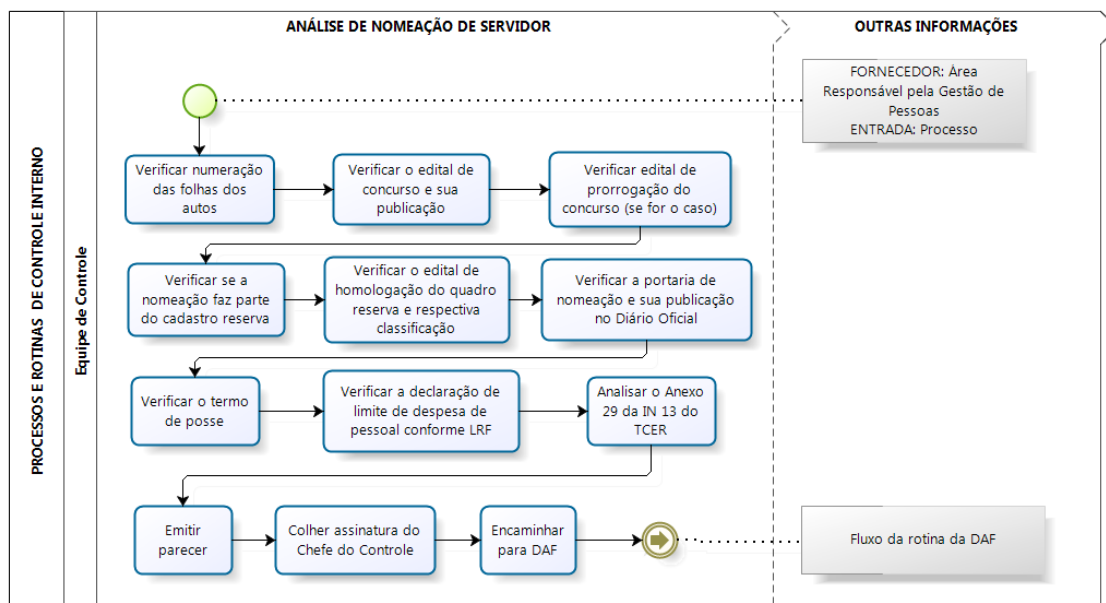 ANÁLISE DE NOMEAÇÃO DE SERVIDOR
OUTRAS INFORMAÇÕES
PROCESSOS E ROTINAS DE CONTROLE INTERNO
Equipe de Controle
FORNECEDOR: Área
Responsável pela Gestão de
Pessoas
ENTRADA: Processo
Verificar numeração
das folhas dos
autos
Verificar o edital de
concurso e sua
publicação
Verificar edital de
prorrogação do
concurso (se for o caso)
Verificar se a
nomeação faz parte
do cadastro reserva
Verificar o edital de
homologação do quadro
reserva e respectiva
classificação
Verificar a portaria de
nomeação e sua publicação
no Diário Oficial
Verificar o termo
de posse
Verificar a declaração de
limite de despesa de
pessoal conforme LRF
Analisar o Anexo
29 da IN 13 do
TCER
Emitir
parecer
Colher assinatura do
Chefe do Controle
Encaminhar
para DAF
Fluxo da rotina da DAF